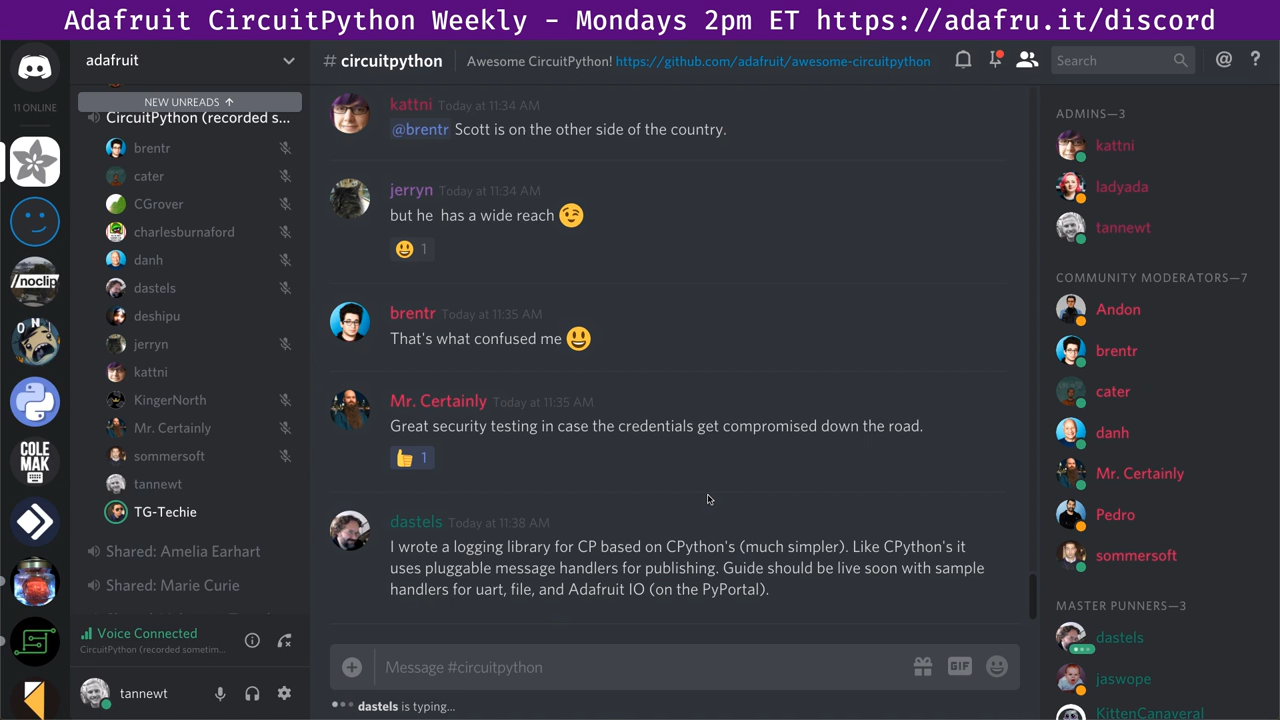 Adafruit CircuitPython Weekly - Mondays 2pm ET https://adafru.it/discord
11 ONLINE
/noclip
O N I
COLE
MAK
adafruit
NEW UNREADS ↑
CircuitPython (recorded s...
brentr
cater
CGrover
charlesburnaford
danh
dastels
deshipu
jerryn
kattni
KingerNorth
Mr. Certainly
sommersoft
tannewt
TG-Techie
Shared: Amelia Earhart
Shared: Marie Curie
Voice Connected
CircuitPython (recorded sometim...
tannewt
# circuitpython
Awesome CircuitPython! https://github.com/adafruit/awesome-circuitpython
Search
@ ?
kattni Today at 11:34 AM
@brentr Scott is on the other side of the country.
jerryn Today at 11:34 AM
but he has a wide reach 😉
😃 1
brentr Today at 11:35 AM
That's what confused me 😃
Mr. Certainly Today at 11:35 AM
Great security testing in case the credentials get compromised down the road.
👍 1
dastels Today at 11:38 AM
I wrote a logging library for CP based on CPython's (much simpler). Like CPython's it
uses pluggable message handlers for publishing. Guide should be live soon with sample
handlers for uart, file, and Adafruit IO (on the PyPortal).
Message #circuitpython
GIF
dastels is typing...
ADMINS—3
kattni
ladyada
tannewt
COMMUNITY MODERATORS—7
Andon
brentr
cater
danh
Mr. Certainly
Pedro
sommersoft
MASTER PUNNERS—3
dastels
jaswope
KittenCanaveral